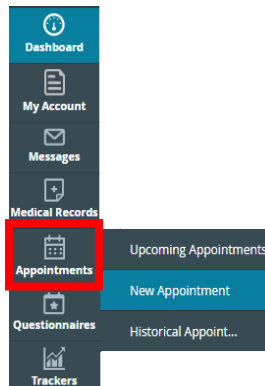 Dashboard
My Account
Messages
Medical Records
Appointments
Upcoming Appointments
New Appointment
Historical Appoint...
Questionnaires
Trackers